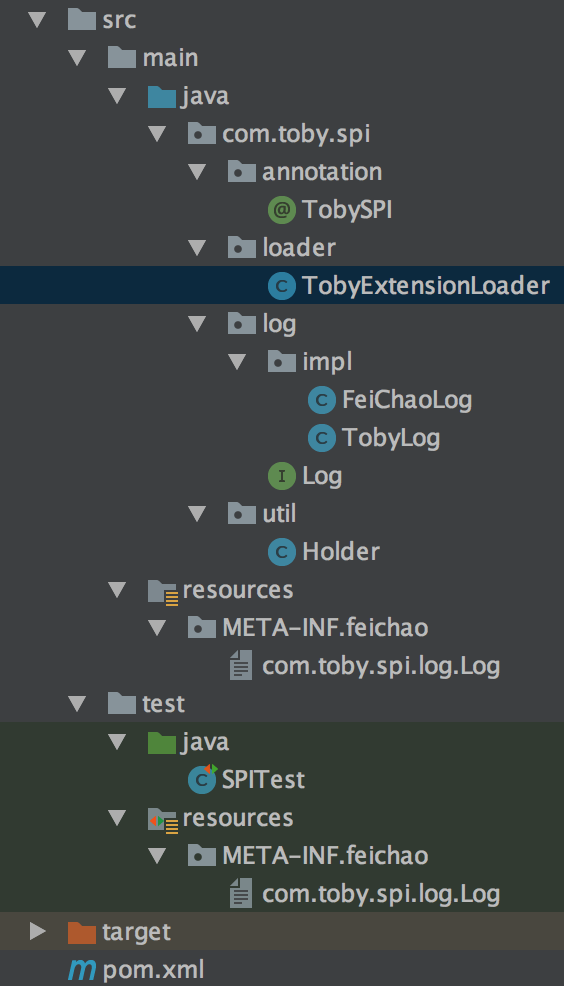 src
main
java
com.toby.spi
annotation
@ TobySPI
loader
C TobyExtensionLoader
log
impl
C FeiChaoLog
C TobyLog
I Log
util
C Holder
resources
META-INF.feichao
com.toby.spi.log.Log
test
java
C SPITest
resources
META-INF.feichao
com.toby.spi.log.Log
target
m pom.xml